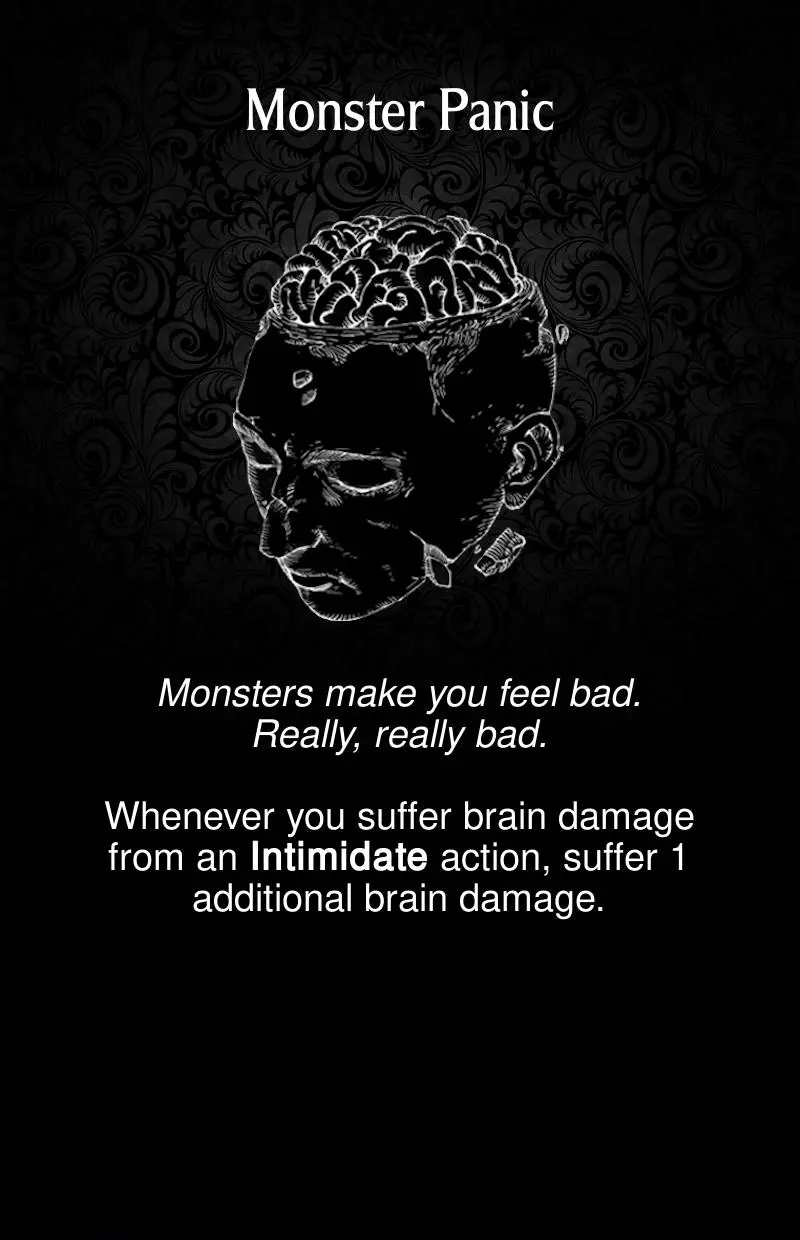 Monster Panic
Monsters make you feel bad.
Really, really bad.
Whenever you suffer brain damage
from an Intimidate action, suffer 1
additional brain damage.